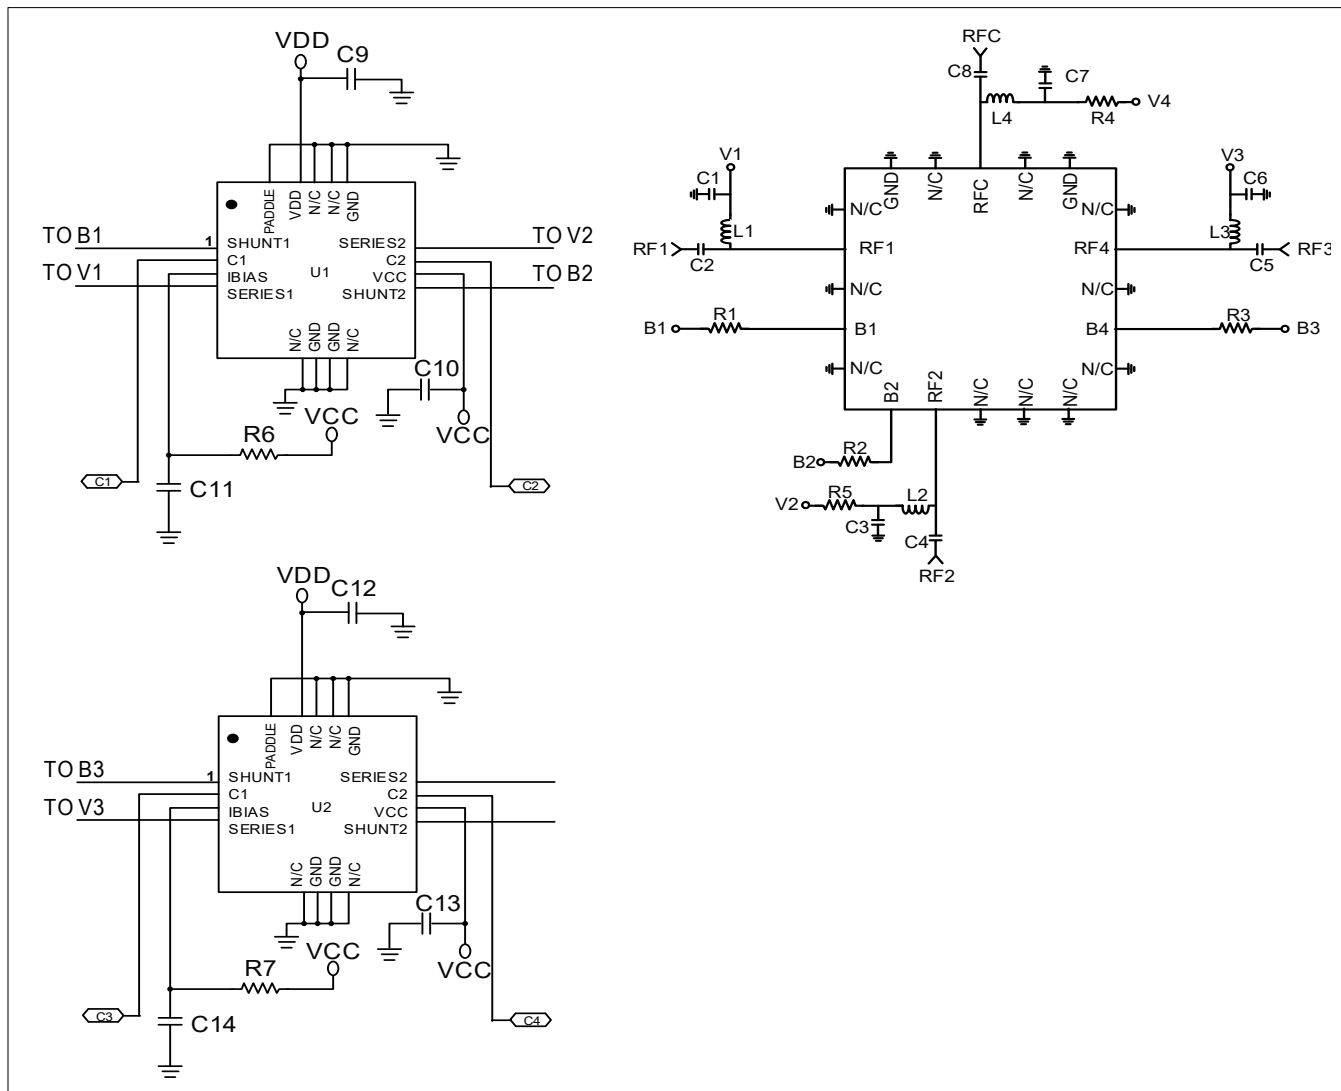 VDD
C9
PADDLE
VDD
N/C
N/C
GND
TO B1
1
SHUNT1
SERIES2
TO V2
C1
C2
TO V1
IBIAS
U1
VCC
TO B2
SERIES1
SHUNT2
N/C
GND
GND
N/C
C10
VCC
VCC
R6
C1
C11
C2
VDD
C12
PADDLE
VDD
N/C
N/C
GND
TO B3
1
SHUNT1
SERIES2
C1
C2
TO V3
IBIAS
U2
VCC
SERIES1
SHUNT2
N/C
GND
GND
N/C
C13
VCC
VCC
R7
C3
C14
C4
RFC
C8
C7
L4
R4
V4
V1
C1
L1
RF1
C2
GND
N/C
RFC
N/C
GND
V3
C6
L3
RF3
C5
N/C
N/C
RF1
RF4
N/C
N/C
B1
R1
B1
B4
R3
B3
N/C
N/C
B2
RF2
N/C
N/C
N/C
B2
R2
V2
R5
L2
C3
C4
RF2